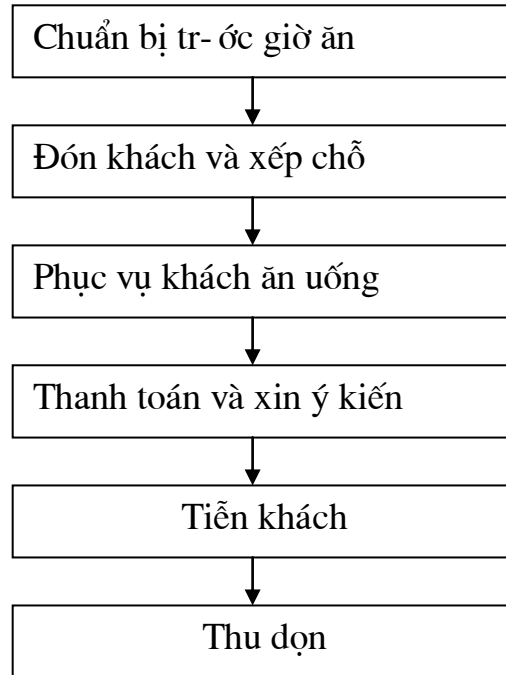 Chuẩn bị tr- ớc giờ ăn
Đón khách và xếp chỗ
Phục vụ khách ăn uống
Thanh toán và xin ý kiến
Tiễn khách
Thu dọn